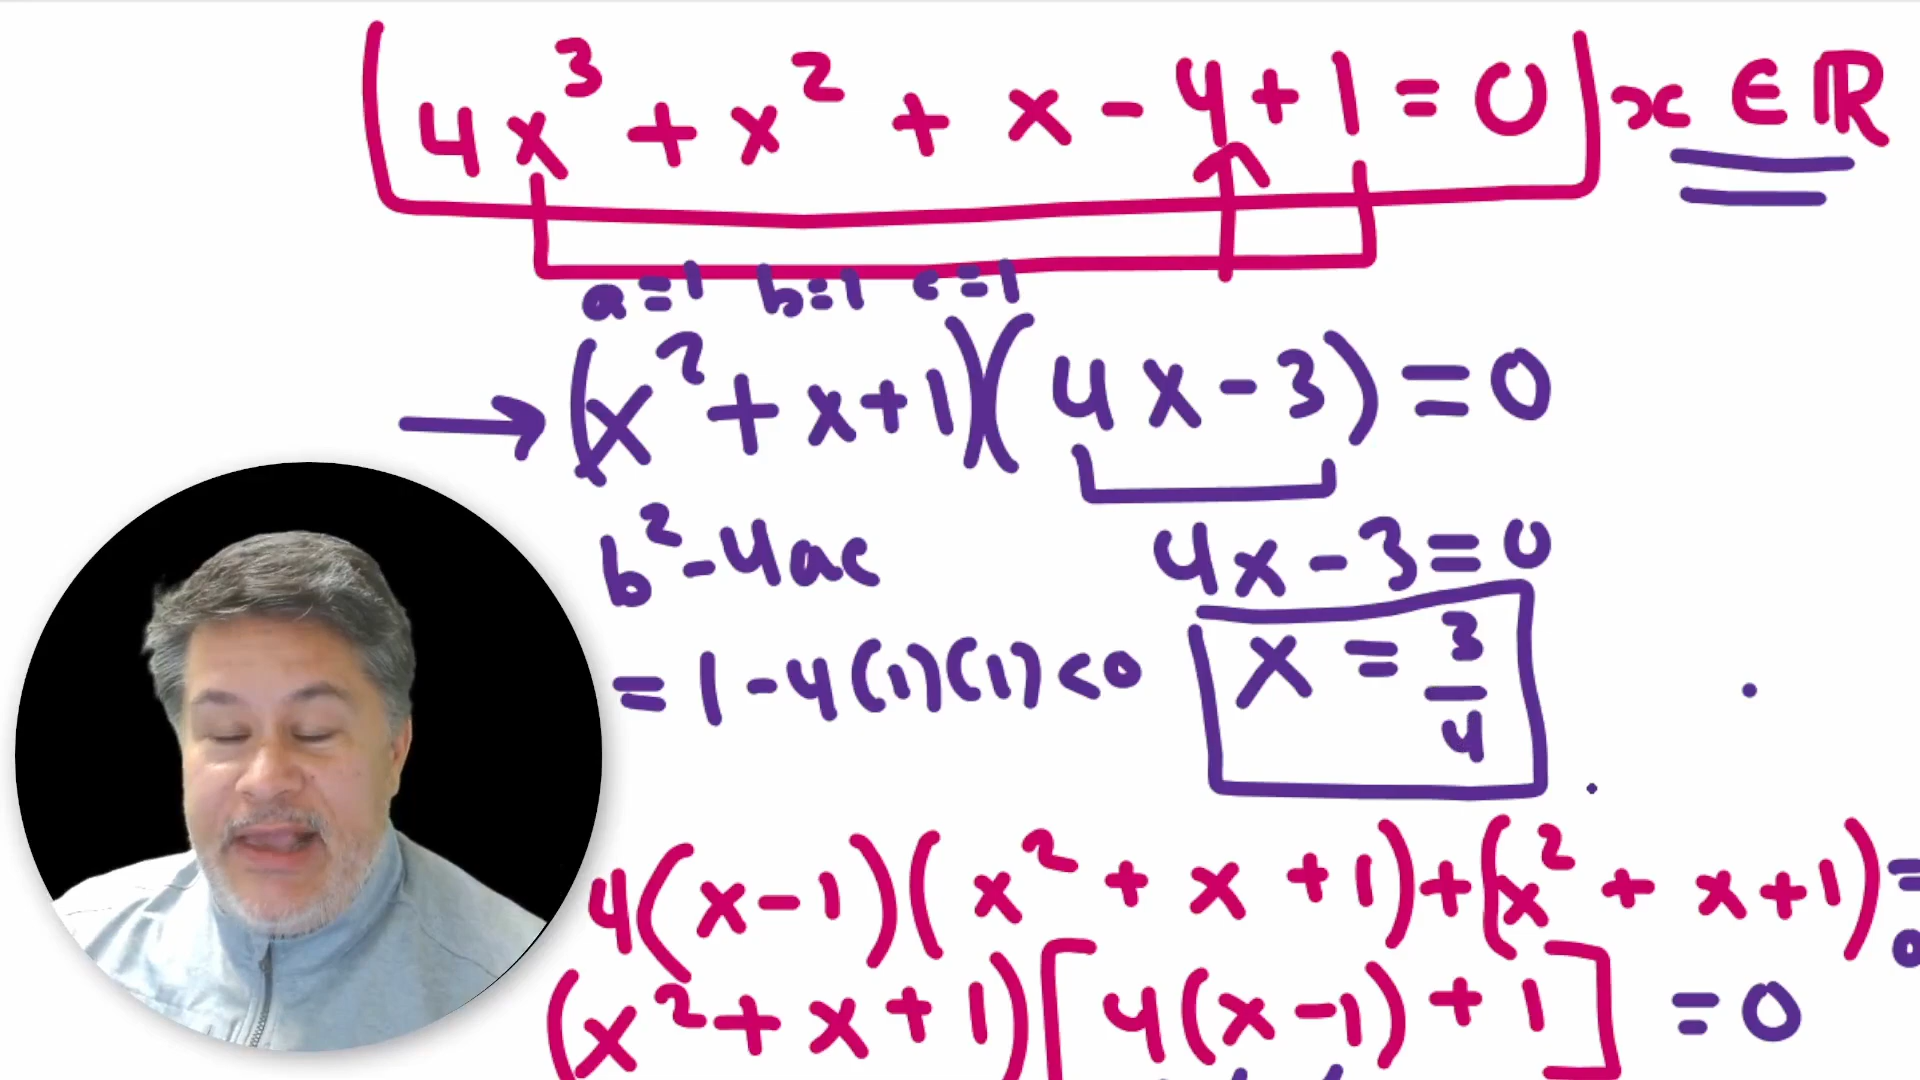 4x³ + x² + x - 4 + 1 = 0 x ∈ ℝ
a = 1 b = 1 c = 1
→ (x² + x + 1)(4x - 3) = 0
b² - 4ac 4x - 3 = 0
= 1 - 4(1)(1) < 0 x = 3/4
4(x - 1)(x² + x + 1) + (x² + x + 1) =
(x² + x + 1)[4(x - 1) + 1] = 0